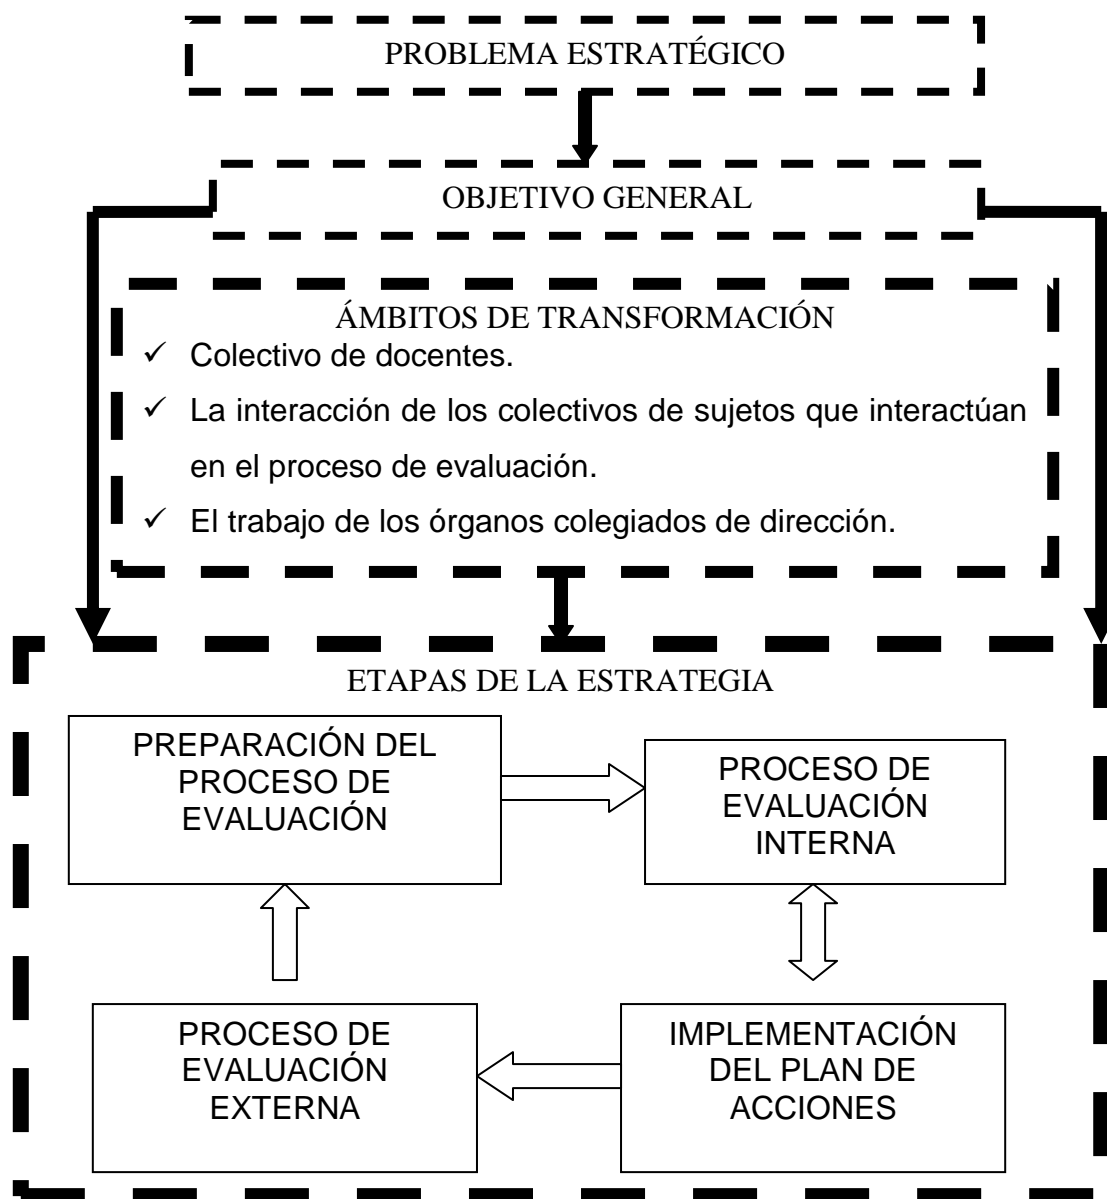 PROBLEMA ESTRATÉGICO
OBJETIVO GENERAL
ÁMBITOS DE TRANSFORMACIÓN
✓ Colectivo de docentes.
✓ La interacción de los colectivos de sujetos que interactúan
en el proceso de evaluación.
✓ El trabajo de los órganos colegiados de dirección.
ETAPAS DE LA ESTRATEGIA
PREPARACIÓN DEL
PROCESO DE
EVALUACIÓN
PROCESO DE
EVALUACIÓN
INTERNA
PROCESO DE
EVALUACIÓN
EXTERNA
IMPLEMENTACIÓN
DEL PLAN DE
ACCIONES